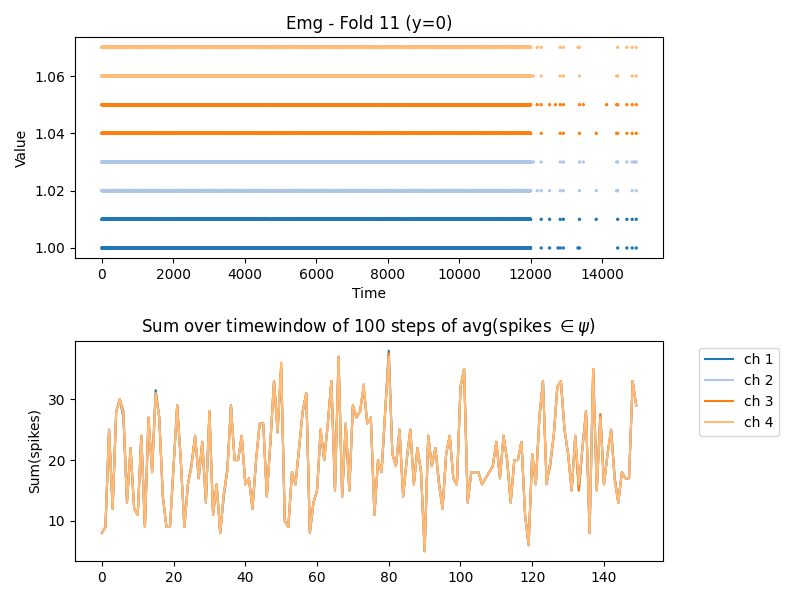 Emg - Fold 11 (y=0)
Value
1.06
1.04
1.02
1.00
0 2000 4000 6000 8000 10000 12000 14000
Time
Sum over timewindow of 100 steps of avg(spikes ∈ψ)
Sum(spikes)
30
20
10
0 20 40 60 80 100 120 140
ch 1
ch 2
ch 3
ch 4